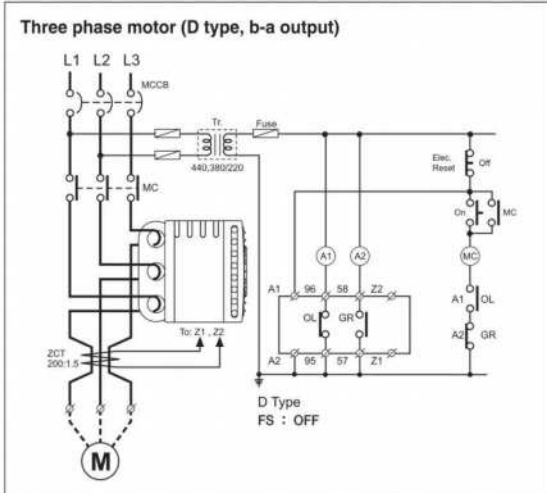 Three phase motor (D type, b-a output)
L1 L2 L3
MCCB
Tr.
Fuse
440,380/220
Elec. Reset
Off
MC
On
MC
A1
A2
MC
A1 96 58 Z2
A1 OL
OL GR
A2 GR
To: Z1 , Z2
A2 95 57 Z1
ZCT
200:1.5
D Type
FS : OFF
M